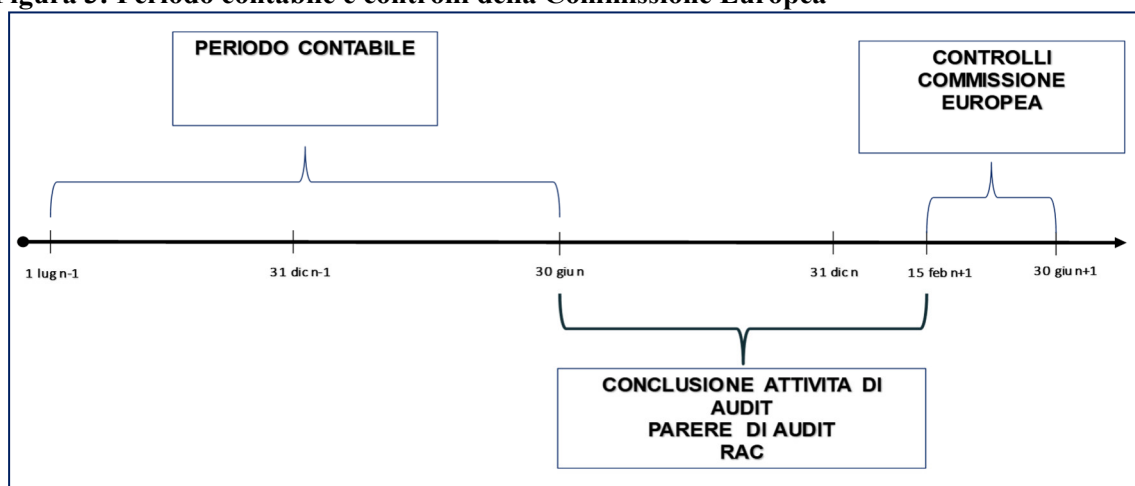 Figura 3: Periodo contabile e controlli della Commissione Europea
PERIODO CONTABILE
CONTROLLI
COMMISSIONE
EUROPEA
1 lug n-1
31 dic n-1
30 giu n
31 dic n
15 feb n+1
30 giu n+1
CONCLUSIONE ATTIVITA DI
AUDIT
PARERE DI AUDIT
RAC